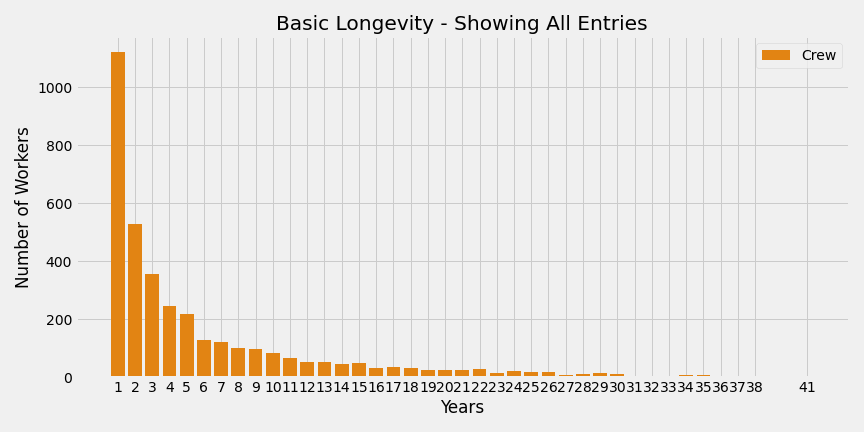 Basic Longevity - Showing All Entries
Crew
Number of Workers
1000
800
600
400
200
0
1 2 3 4 5 6 7 8 9 10 11 12 13 14 15 16 17 18 19 20 21 22 23 24 25 26 27 28 29 30 31 32 33 34 35 36 37 38 41
Years